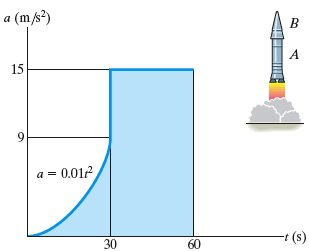 a (m/s²)
B
A
15
9
a = 0.01t²
30
60
t (s)